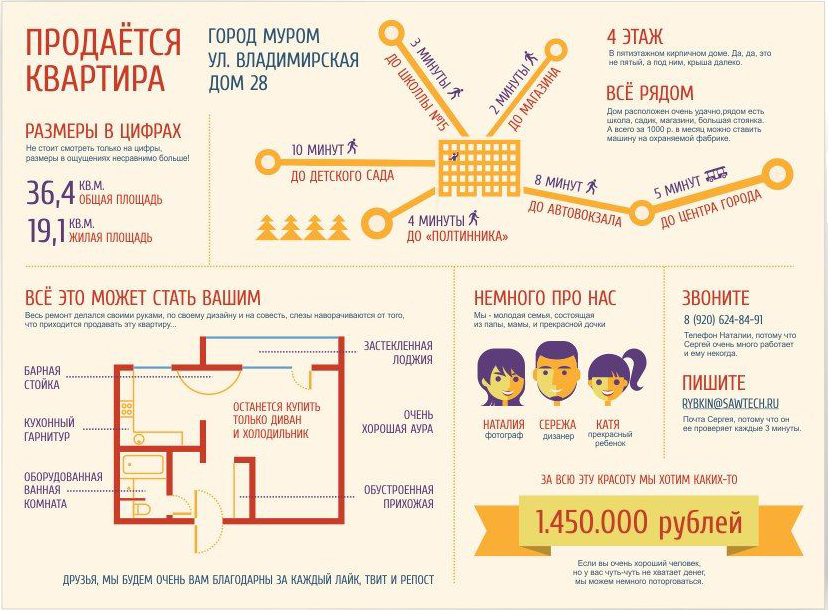 ПРОДАЁТСЯ
КВАРТИРА
ГОРОД МУРОМ
УЛ. ВЛАДИМИРСКАЯ
ДОМ 28
РАЗМЕРЫ В ЦИФРАХ
Не стоит смотреть только на цифры,
размеры в ощущениях несравнимо больше!
36,4 КВ.М.
ОБЩАЯ ПЛОЩАДЬ
19,1 КВ.М.
ЖИЛАЯ ПЛОЩАДЬ
3 МИНУТЫ
ДО ШКОЛЛЫ №15
2 МИНУТЫ
ДО МАГАЗИНА
10 МИНУТ
ДО ДЕТСКОГО САДА
4 МИНУТЫ
ДО «ПОЛТИННИКА»
8 МИНУТ
ДО АВТОВОКЗАЛА
5 МИНУТ
ДО ЦЕНТРА ГОРОДА
4 ЭТАЖ
В пятиэтажном кирпичном доме. Да, да, это
не пятый, а под ним, крыша далеко.
ВСЁ РЯДОМ
Дом расположен очень удачно,рядом есть
школа, садик, магазини, большая стоянка.
А всего за 1000 р. в месяц можно ставить
машину на охраняемой фабрике.
ВСЁ ЭТО МОЖЕТ СТАТЬ ВАШИМ
Весь ремонт делался своими руками, по своему дизайну и на совесть, слезы наворачиваются от того,
что приходится продавать эту квартиру...
БАРНАЯ
СТОЙКА
КУХОННЫЙ
ГАРНИТУР
ОБОРУДОВАННАЯ
ВАННАЯ
КОМНАТА
ОСТАНЕТСЯ КУПИТЬ
ТОЛЬКО ДИВАН
И ХОЛОДИЛЬНИК
ЗАСТЕКЛЕННАЯ
ЛОДЖИЯ
ОЧЕНЬ
ХОРОШАЯ АУРА
ОБУСТРОЕННАЯ
ПРИХОЖАЯ
ДРУЗЬЯ, МЫ БУДЕМ ОЧЕНЬ ВАМ БЛАГОДАРНЫ ЗА КАЖДЫЙ ЛАЙК, ТВИТ И РЕПОСТ
НЕМНОГО ПРО НАС
Мы - молодая семья, состоящая
из папы, мамы, и прекрасной дочки
НАТАЛИЯ
фотограф
СЕРЕЖА
дизанер
КАТЯ
прекрасный
ребенок
ЗВОНИТЕ
8 (920) 624-84-91
Телефон Наталии, потому что
Сергей очень много работает
и ему некогда.
ПИШИТЕ
RYBKIN@SAWTECH.RU
Почта Сергея, потому что он
ее проверяет каждые 3 минуты.
ЗА ВСЮ ЭТУ КРАСОТУ МЫ ХОТИМ КАКИХ-ТО
1.450.000 рублей
Если вы очень хороший человек,
но у вас чуть-чуть не хватает денег,
мы можем немного поторговаться.